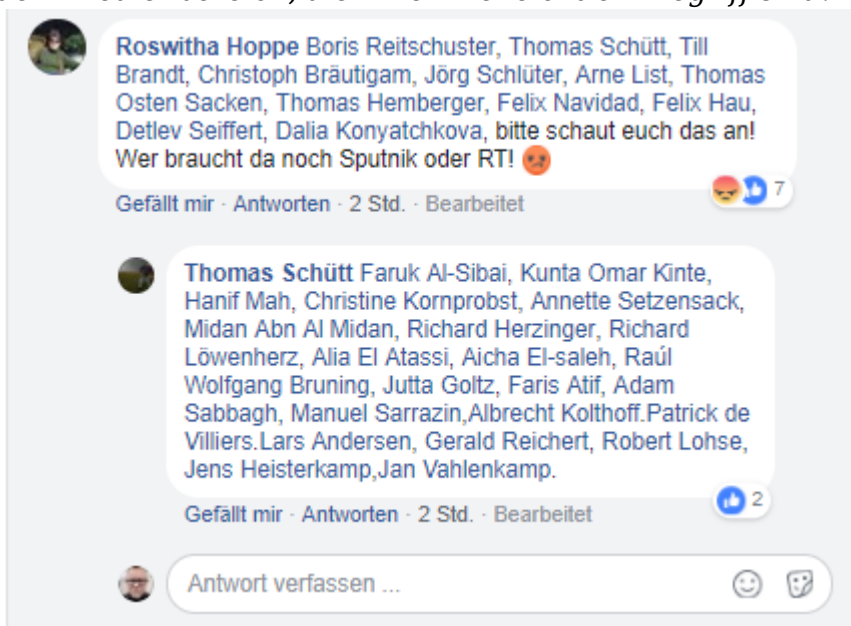 Roswitha Hoppe Boris Reitschuster, Thomas Schütt, Till
Brandt, Christoph Bräutigam, Jörg Schlüter, Arne List, Thomas
Osten Sacken, Thomas Hemberger, Felix Navidad, Felix Hau,
Detlev Seiffert, Dalia Konyatchkova, bitte schaut euch das an!
Wer braucht da noch Sputnik oder RT! 😡
7
Gefällt mir · Antworten · 2 Std. · Bearbeitet
Thomas Schütt Faruk Al-Sibai, Kunta Omar Kinte,
Hanif Mah, Christine Kornprobst, Annette Setzensack,
Midan Abn Al Midan, Richard Herzinger, Richard
Löwenherz, Alia El Atassi, Aicha El-saleh, Raúl
Wolfgang Bruning, Jutta Goltz, Faris Atif, Adam
Sabbagh, Manuel Sarrazin,Albrecht Kolthoff.Patrick de
Villiers.Lars Andersen, Gerald Reichert, Robert Lohse,
Jens Heisterkamp,Jan Vahlenkamp.
2
Gefällt mir · Antworten · 2 Std. · Bearbeitet
Antwort verfassen ...